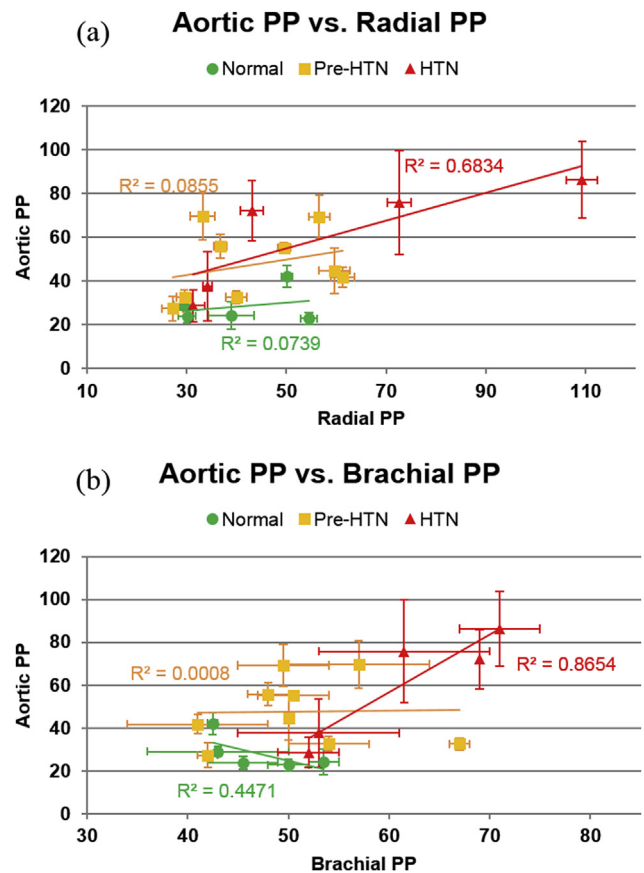 (a) Aortic PP vs. Radial PP
Normal Pre-HTN HTN
120
100
80
60
40
20
0
Aortic PP
R² = 0.0855
R² = 0.6834
R² = 0.0739
10 30 50 70 90 110
Radial PP
(b) Aortic PP vs. Brachial PP
Normal Pre-HTN HTN
120
100
80
60
40
20
0
Aortic PP
R² = 0.0008
R² = 0.8654
R² = 0.4471
30 40 50 60 70 80
Brachial PP